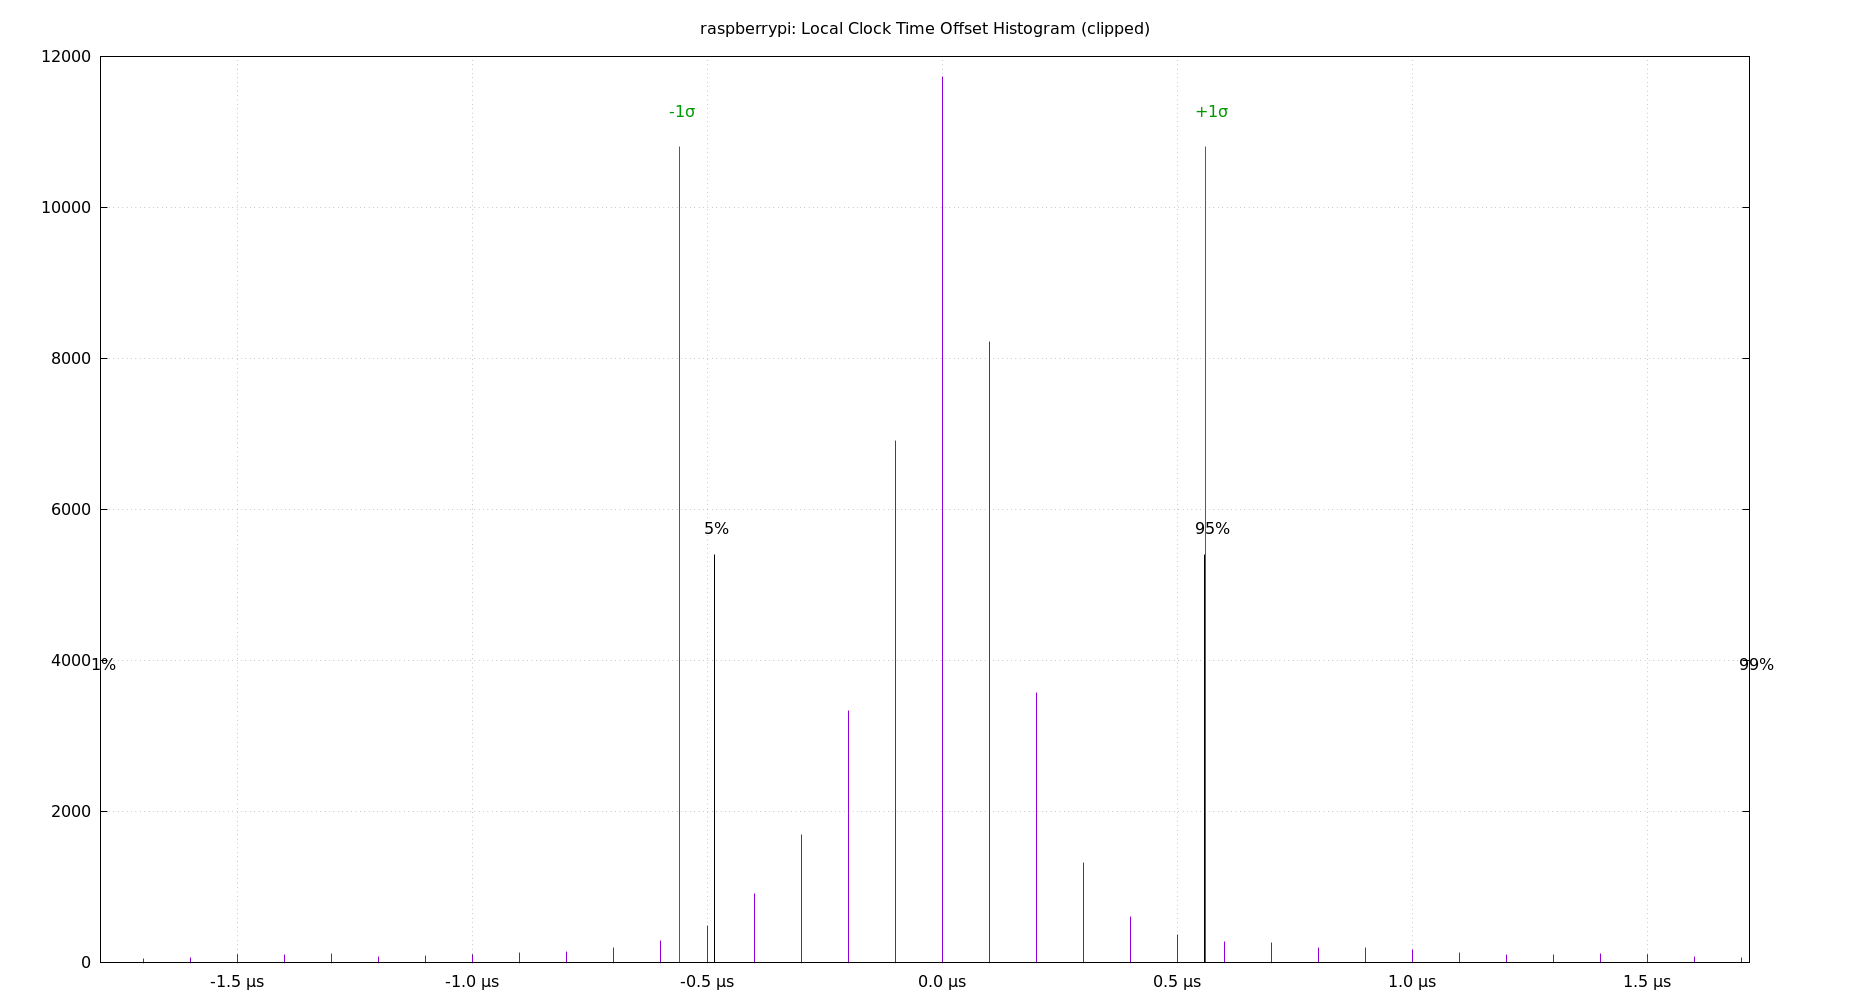 raspberrypi: Local Clock Time Offset Histogram (clipped)
12000
-1σ +1σ
10000
8000
6000
5% 95%
4000 1% 99%
2000
0
-1.5 µs -1.0 µs -0.5 µs 0.0 µs 0.5 µs 1.0 µs 1.5 µs